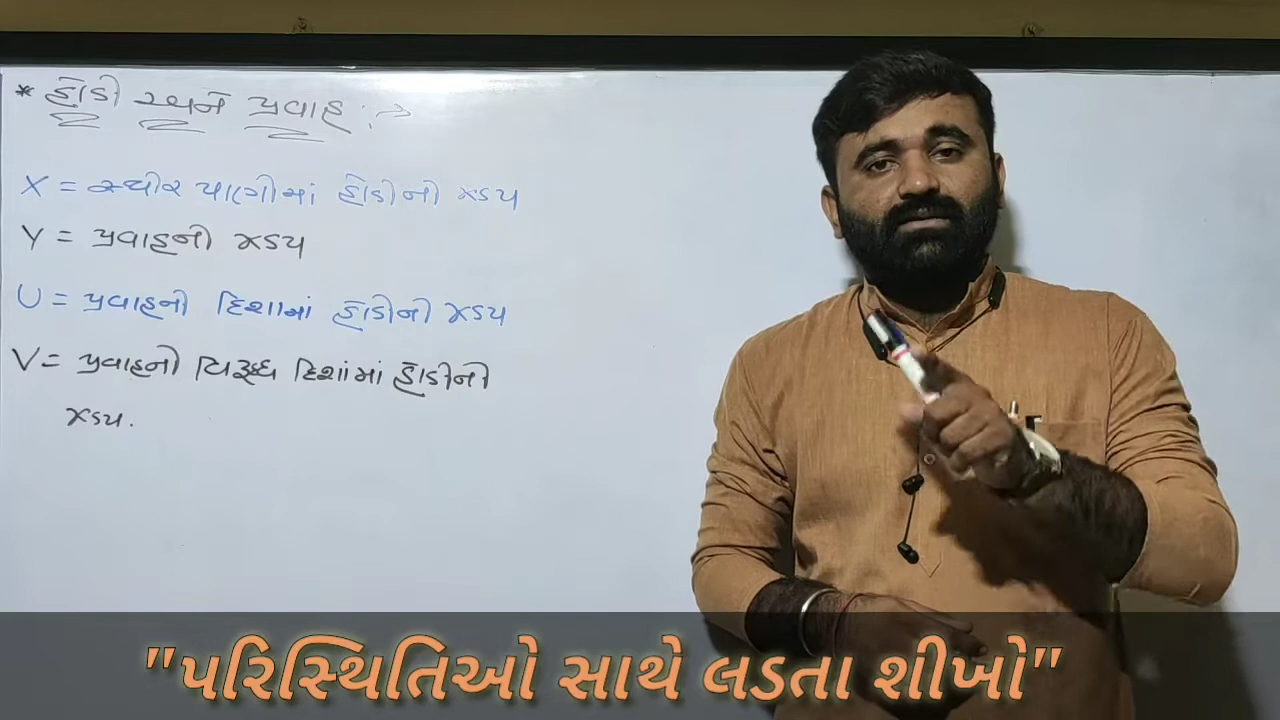 * હોડી અને પ્રવાહ :->
X = સ્થીર પાણીમાં હોડીની ઝડપ
Y = પ્રવાહની ઝડપ
U = પ્રવાહની દિશામાં હોડીની ઝડપ
V = પ્રવાહની વિરૂધ્ધ દિશાંમાં હોડીની
ઝડપ.
"પરિસ્થિતિઓ સાથે લડતા શીખો"